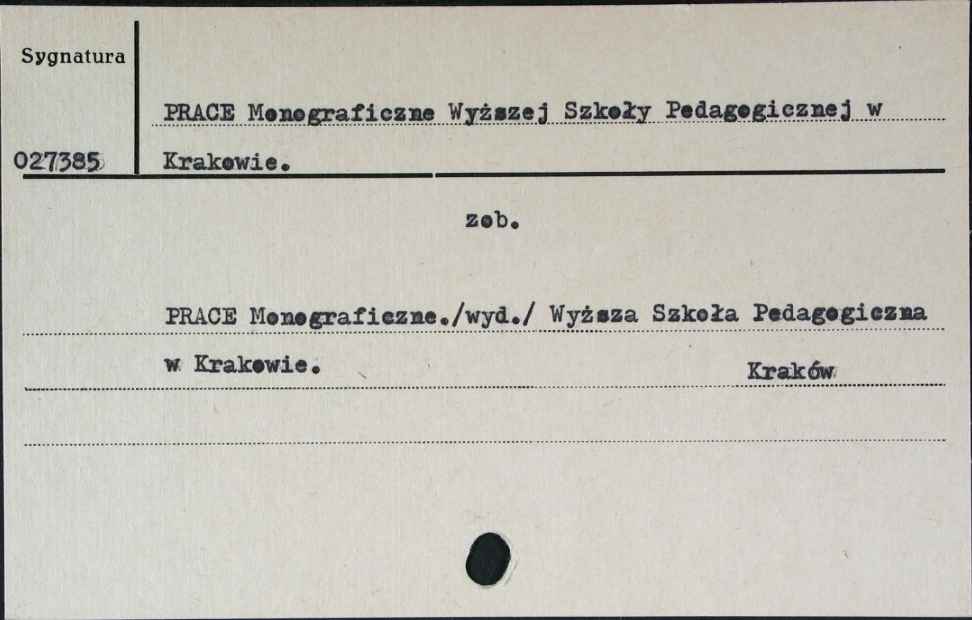 Sygnatura
PRACE Monograficzne Wyższej Szkoły Pedagogicznej w
027385 Krakowie.
zob.
PRACE Monograficzne./wyd./ Wyższa Szkoła Pedagogiczna
w Krakowie. Kraków